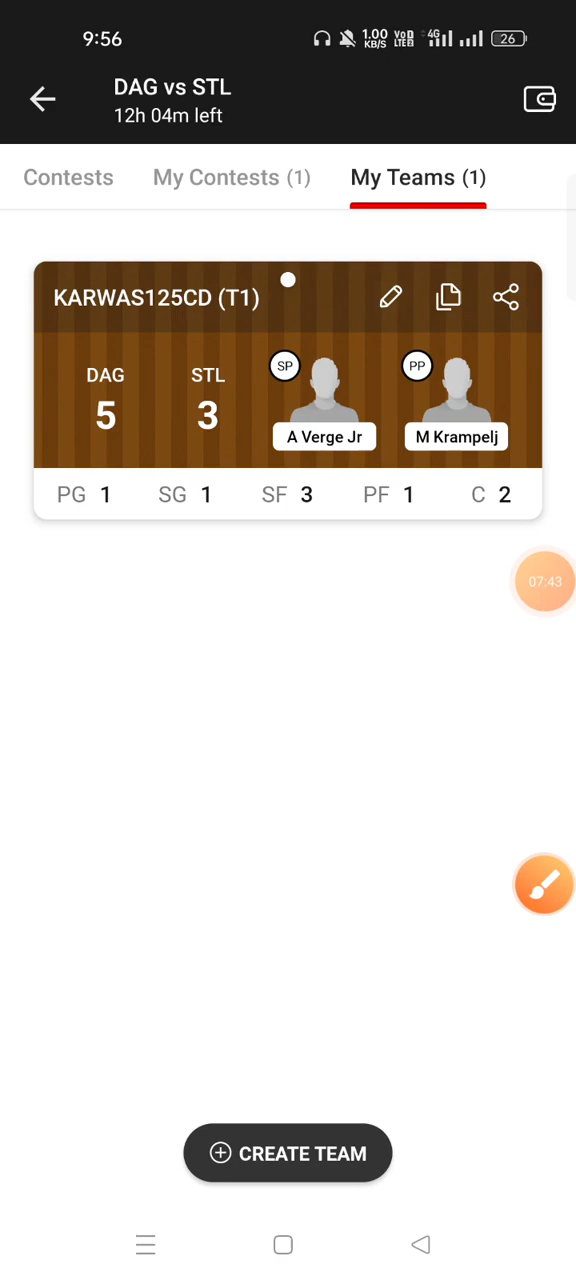 9:56
1.00 KB/S
VoD LTE2
4G
26
DAG vs STL
12h 04m left
Contests My Contests (1) My Teams (1)
KARWAS125CD (T1)
DAG STL SP PP
5 3
A Verge Jr M Krampelj
PG 1 SG 1 SF 3 PF 1 C 2
07:43
CREATE TEAM